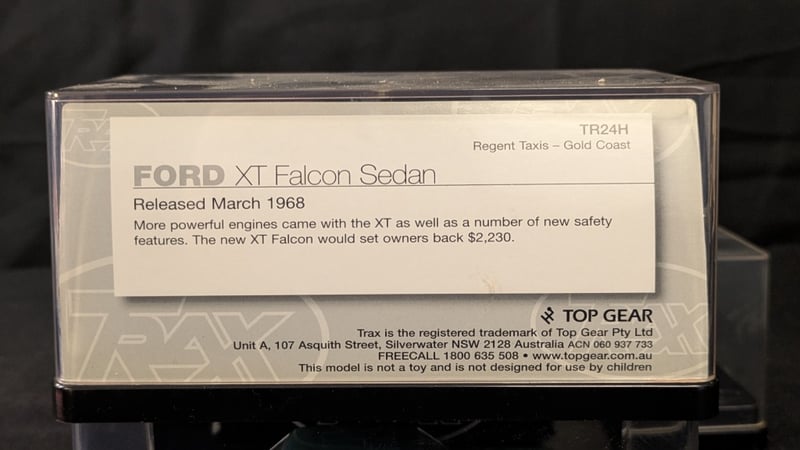 TRAX
TR24H
Regent Taxis – Gold Coast
FORD XT Falcon Sedan
Released March 1968
More powerful engines came with the XT as well as a number of new safety
features. The new XT Falcon would set owners back $2,230.
TRAX
TOP GEAR
Trax is the registered trademark of Top Gear Pty Ltd
Unit A, 107 Asquith Street, Silverwater NSW 2128 Australia ACN 060 937 733
FREECALL 1800 635 508 • www.topgear.com.au
This model is not a toy and is not designed for use by children